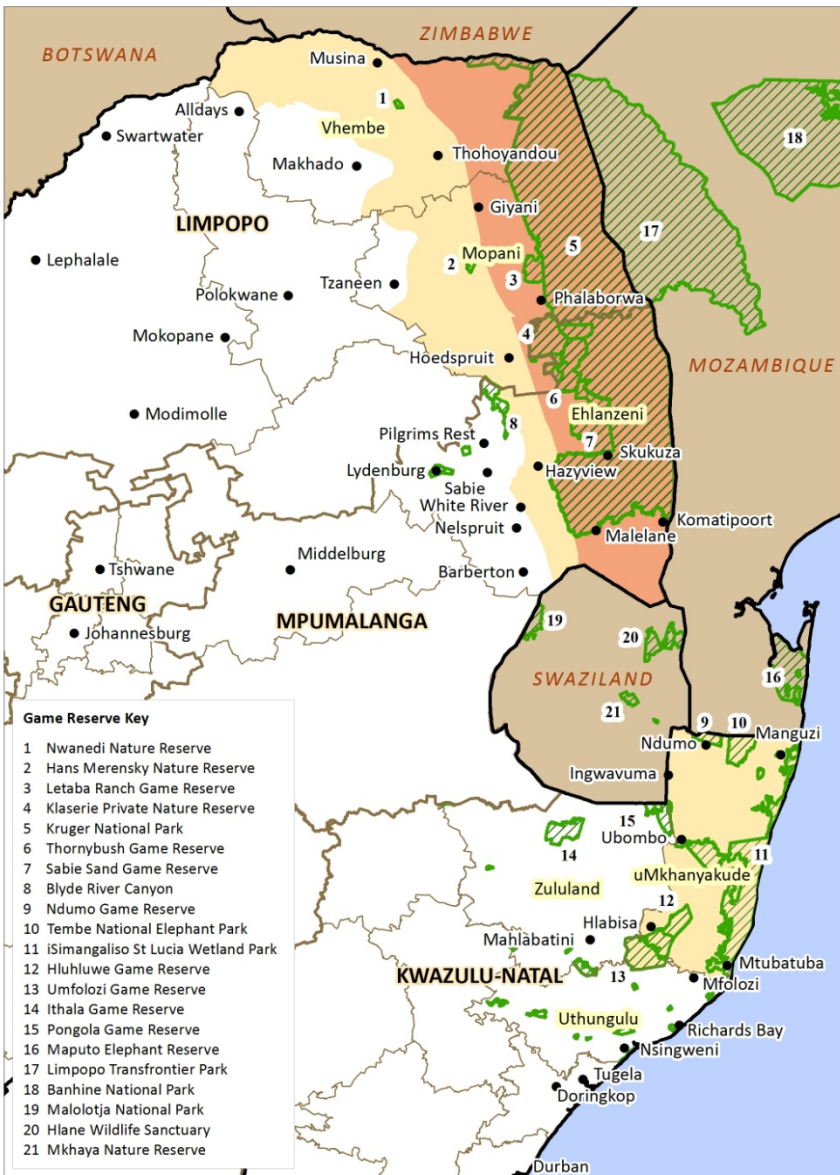 ZIMBABWE
BOTSWANA
Musina
1
Alldays
Vhembe
Swartwater
18
Thohoyandou
Makhado
Giyani
LIMPOPO
17
Mopani
5
Lephalale
2
3
Tzaneen
Polokwane
Phalaborwa
4
Mokopane
Hoedspruit
MOZAMBIQUE
6
Ehlanzeni
Modimolle
8
Pilgrims Rest
7
Skukuza
Lydenburg
Hazyview
Sabie
White River
Komatipoort
Nelspruit
Malelane
Middelburg
Tshwane
Barberton
GAUTENG
MPUMALANGA
19
Johannesburg
20
16
SWAZILAND
21
9
10
Manguzi
Ndumo
Ingwavuma
15
Ubombo
14
11
uMkhanyakude
Zululand
12
Hlabisa
Mahlabatini
Mtubatuba
KWAZULU-NATAL
13
Mfolozi
Uthungulu
Richards Bay
Nsingweni
Tugela
Doringkop
Durban
Game Reserve Key
1 Nwanedi Nature Reserve
2 Hans Merensky Nature Reserve
3 Letaba Ranch Game Reserve
4 Klaserie Private Nature Reserve
5 Kruger National Park
6 Thornybush Game Reserve
7 Sabie Sand Game Reserve
8 Blyde River Canyon
9 Ndumo Game Reserve
10 Tembe National Elephant Park
11 iSimangaliso St Lucia Wetland Park
12 Hluhluwe Game Reserve
13 Umfolozi Game Reserve
14 Ithala Game Reserve
15 Pongola Game Reserve
16 Maputo Elephant Reserve
17 Limpopo Transfrontier Park
18 Banhine National Park
19 Malolotja National Park
20 Hlane Wildlife Sanctuary
21 Mkhaya Nature Reserve